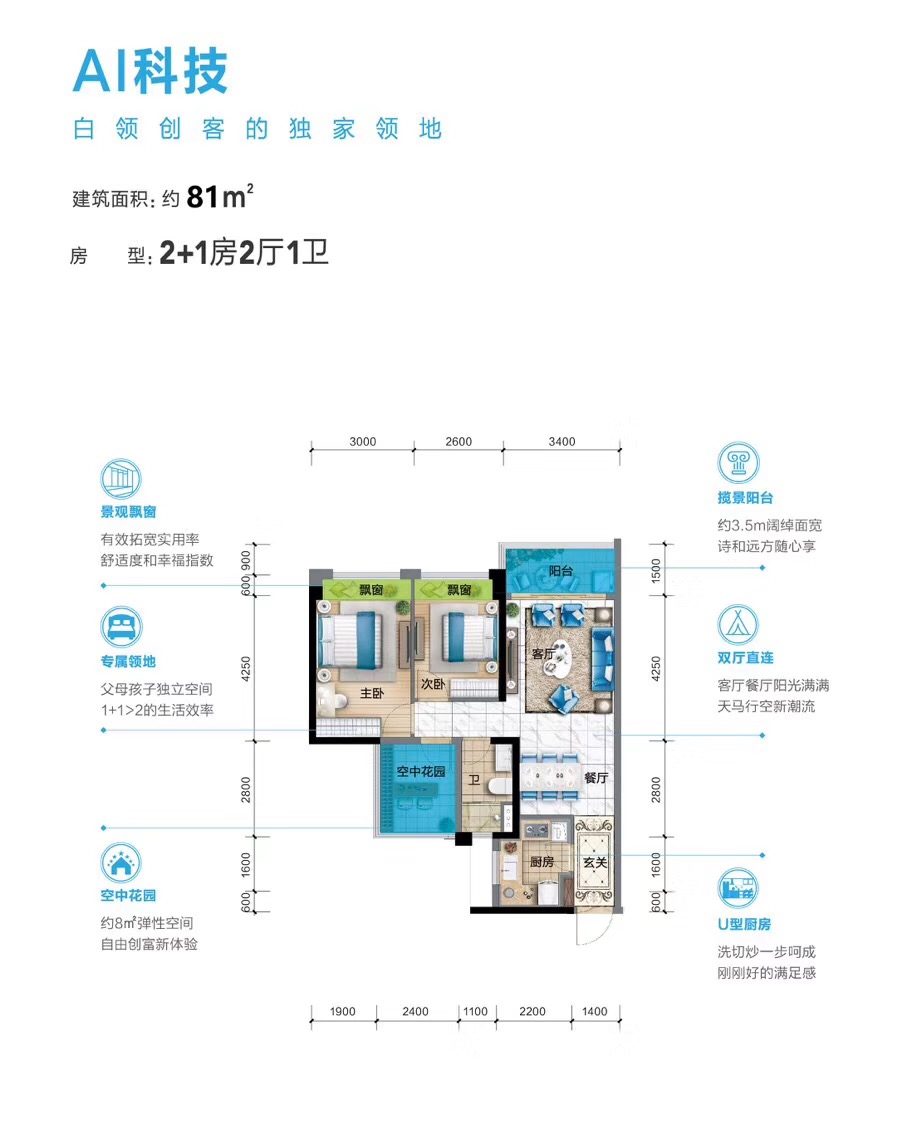 AI科技
白领创客的独家领地
建筑面积: 约 81m²
房 型: 2+1房2厅1卫
3000 2600 3400
景观飘窗
有效拓宽实用率
舒适度和幸福指数
揽景阳台
约3.5m阔绰面宽
诗和远方随心享
900
600
4250
2800
1600
600
1500
4250
2800
1600
600
阳台
飘窗 飘窗
客厅
主卧 次卧
空中花园 卫 餐厅
厨房 玄关
专属领地
父母孩子独立空间
1+1>2的生活效率
双厅直连
客厅餐厅阳光满满
天马行空新潮流
空中花园
约8㎡弹性空间
自由创富新体验
U型厨房
洗切炒一步呵成
刚刚好的满足感
1900 2400 1100 2200 1400